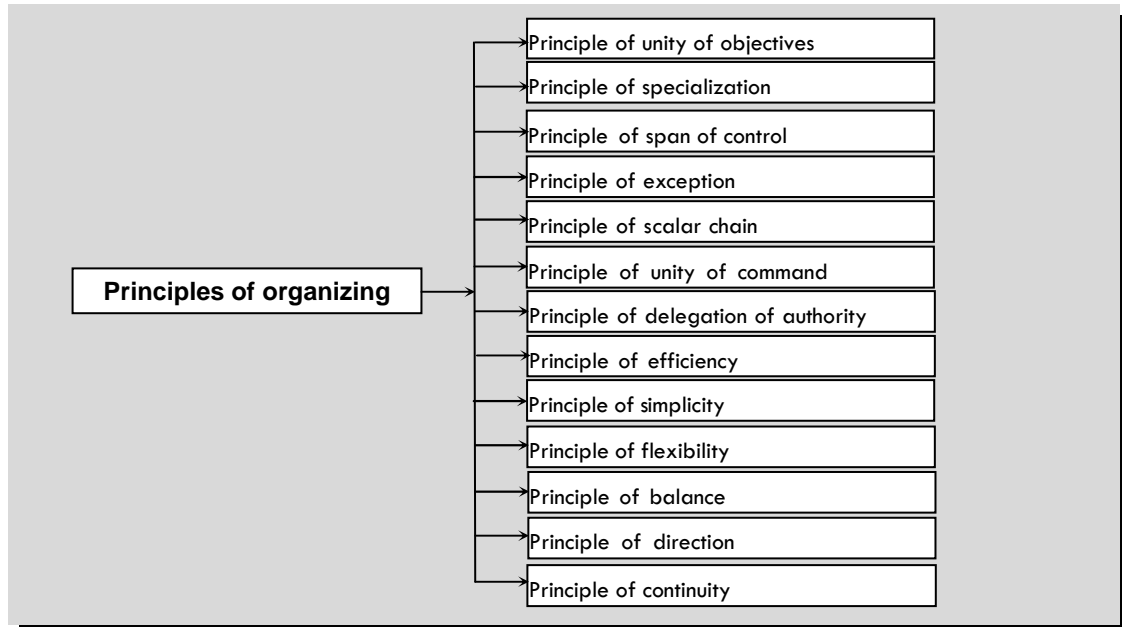 Principle of unity of objectives
Principle of specialization
Principle of span of control
Principle of exception
Principle of scalar chain
Principle of unity of command
Principles of organizing
Principle of delegation of authority
Principle of efficiency
Principle of simplicity
Principle of flexibility
Principle of balance
Principle of direction
Principle of continuity